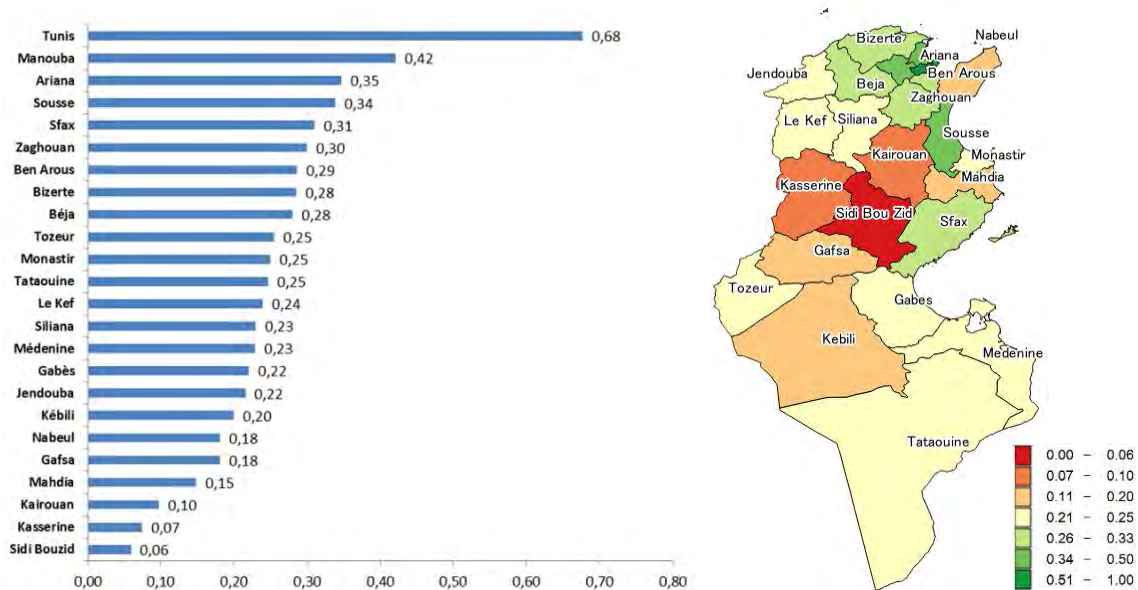 Tunis 0,68
Manouba 0,42
Ariana 0,35
Sousse 0,34
Sfax 0,31
Zaghouan 0,30
Ben Arous 0,29
Bizerte 0,28
Béja 0,28
Tozeur 0,25
Monastir 0,25
Tataouine 0,25
Le Kef 0,24
Siliana 0,23
Médenine 0,23
Gabès 0,22
Jendouba 0,22
Kébili 0,20
Nabeul 0,18
Gafsa 0,18
Mahdia 0,15
Kairouan 0,10
Kasserine 0,07
Sidi Bouzid 0,06
0,00 0,10 0,20 0,30 0,40 0,50 0,60 0,70 0,80
Nabeul
Bizerte
Ariana
Jendouba
Ben Arous
Beja
Zaghouan
Le Kef
Siliana
Sousse
Kairouan
Monastir
Mahdia
Kasserine
Sidi Bou Zid
Sfax
Gafsa
Tozeur
Gabes
Kebili
Medenine
Tataouine
0.00 - 0.06
0.07 - 0.10
0.11 - 0.20
0.21 - 0.25
0.26 - 0.33
0.34 - 0.50
0.51 - 1.00